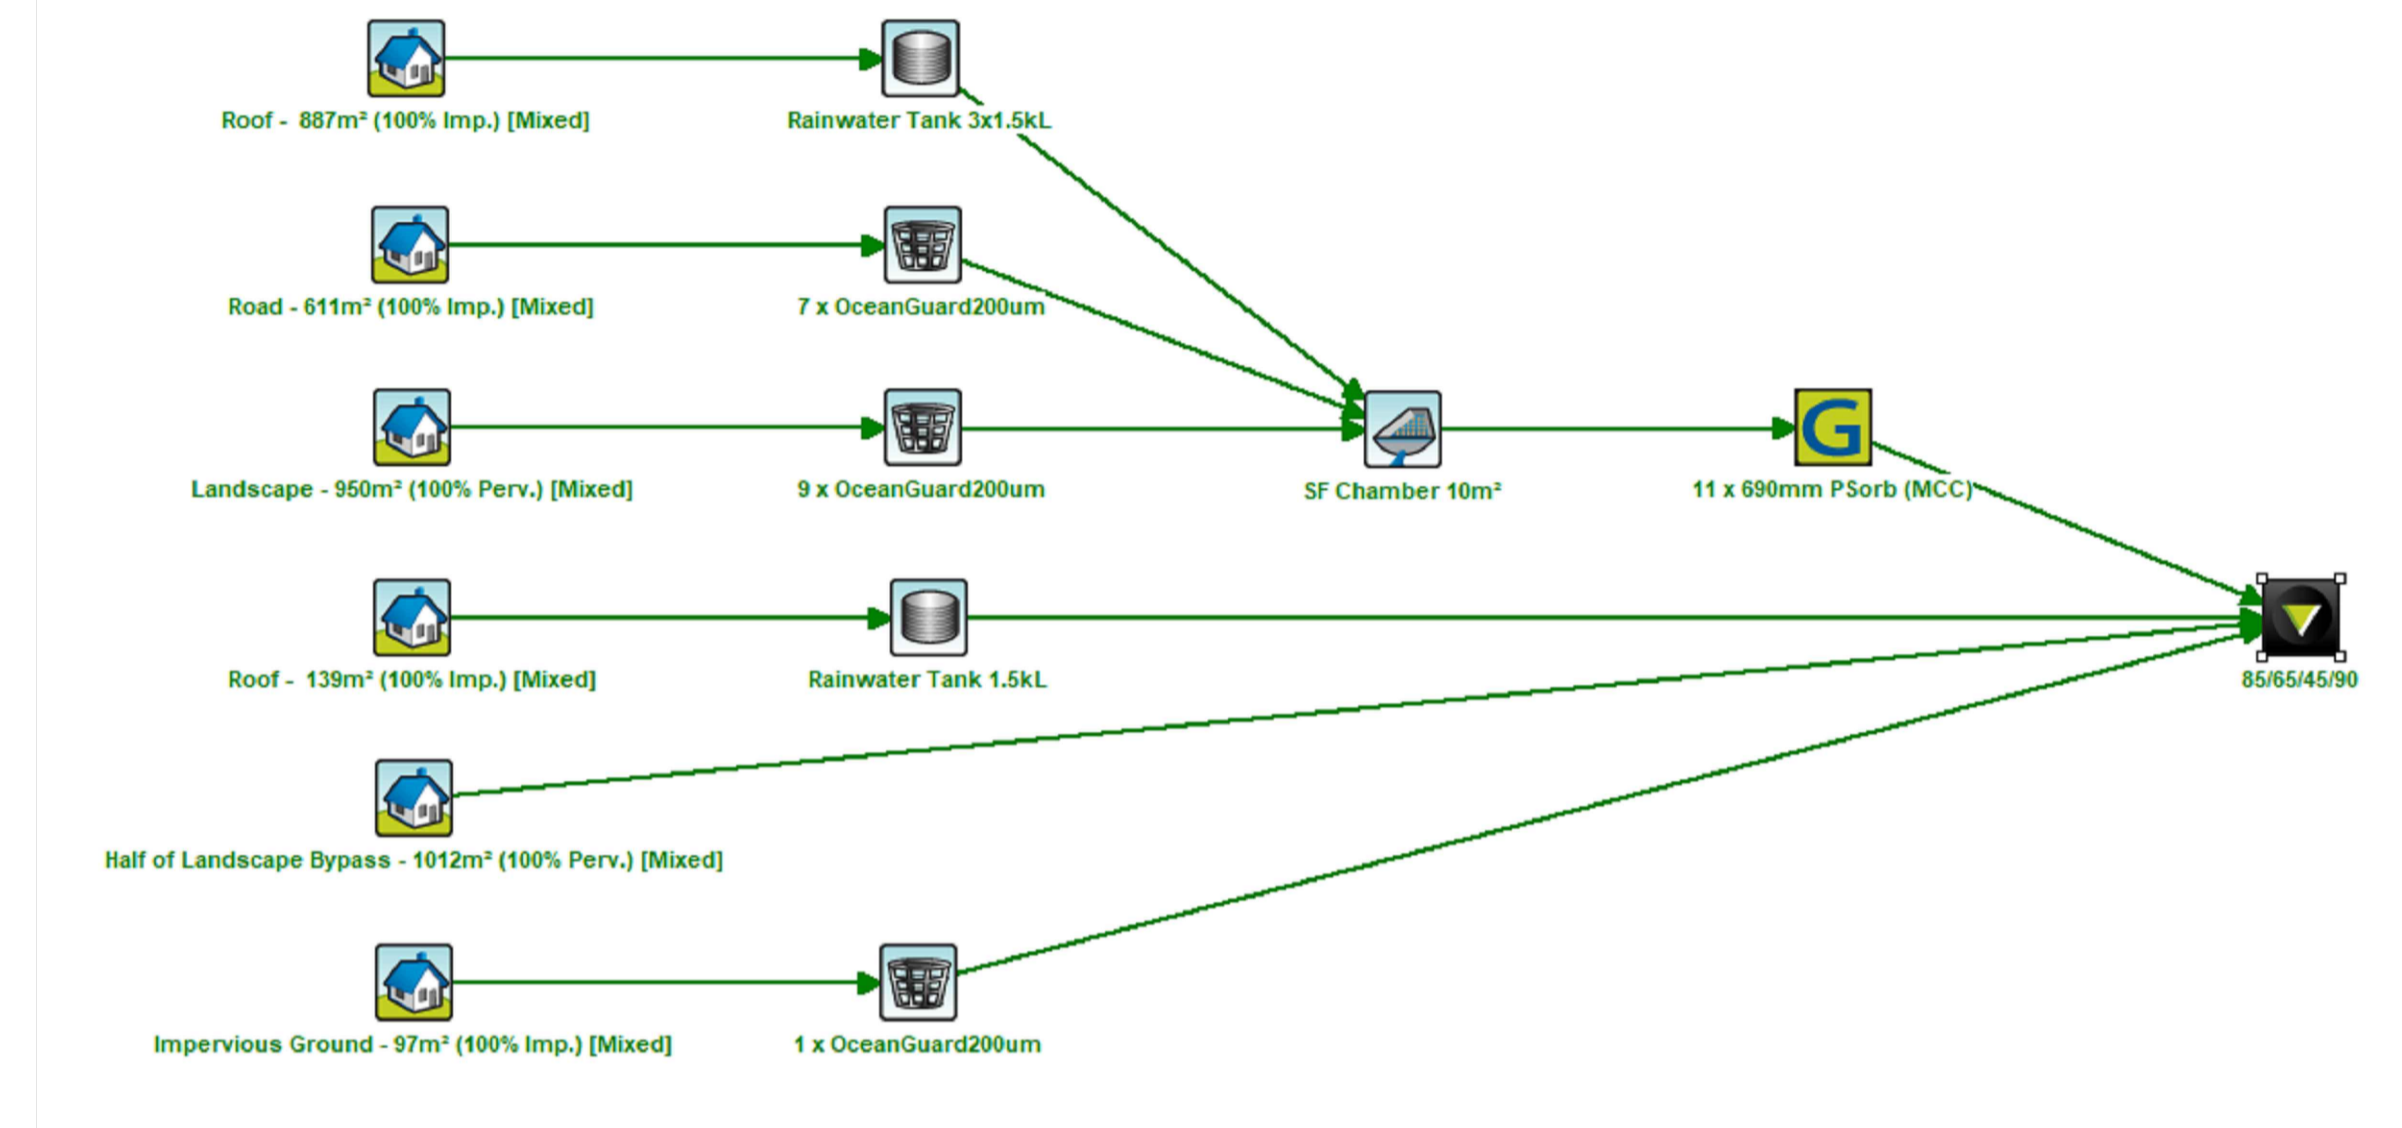 Roof - 887m² (100% Imp.) [Mixed]
Rainwater Tank 3x1.5kL
Road - 611m² (100% Imp.) [Mixed]
7 x OceanGuard200um
Landscape - 950m² (100% Perv.) [Mixed]
9 x OceanGuard200um
SF Chamber 10m²
G
11 x 690mm PSorb (MCC)
Roof - 139m² (100% Imp.) [Mixed]
Rainwater Tank 1.5kL
85/65/45/90
Half of Landscape Bypass - 1012m² (100% Perv.) [Mixed]
Impervious Ground - 97m² (100% Imp.) [Mixed]
1 x OceanGuard200um